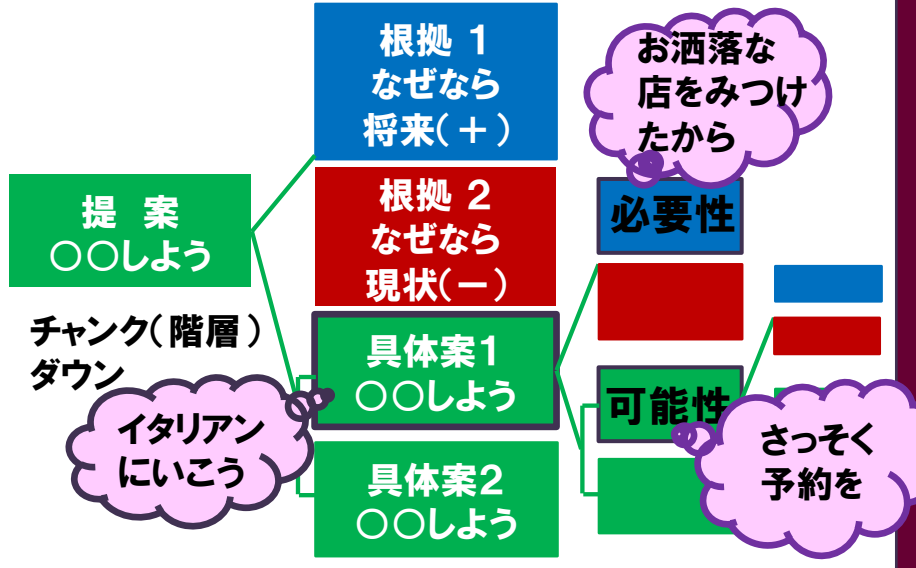 根拠 1
なぜなら
将来(+)
お洒落な
店をみつけ
たから
提 案
○○しよう
根拠 2
なぜなら
現状(-)
必要性
チャンク(階層)
ダウン
具体案1
○○しよう
可能性
イタリアン
にいこう
さっそく
予約を
具体案2
○○しよう